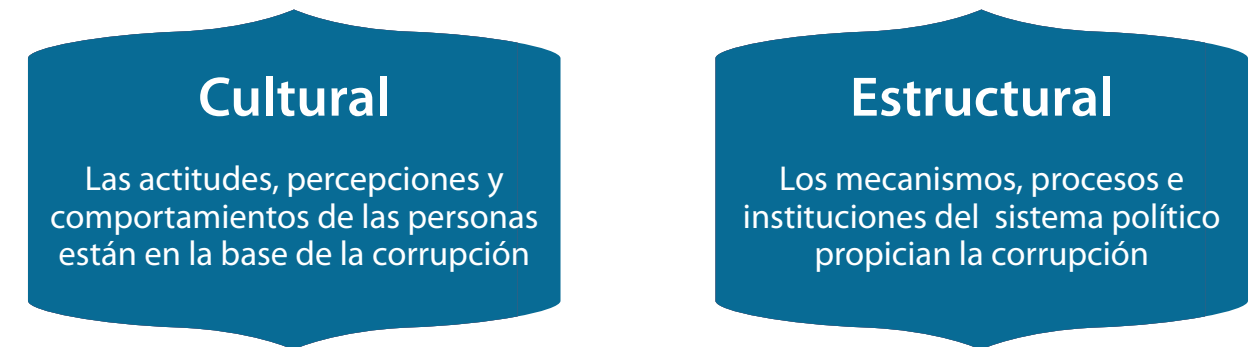 Cultural
Las actitudes, percepciones y
comportamientos de las personas
están en la base de la corrupción
Estructural
Los mecanismos, procesos e
instituciones del  sistema político
propician la corrupción